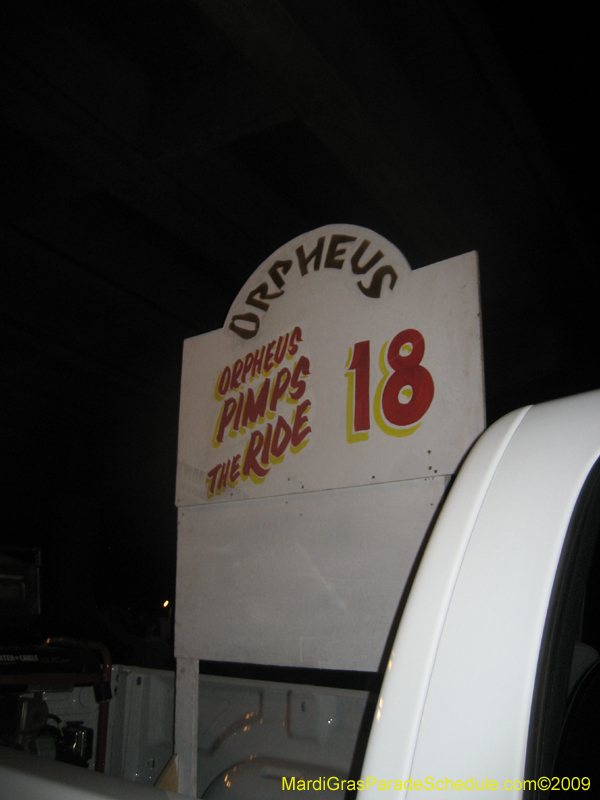 ORPHEUS
ORPHEUS
PIMPS
THE RIDE
18
MardiGrasParadeSchedule.com©2009